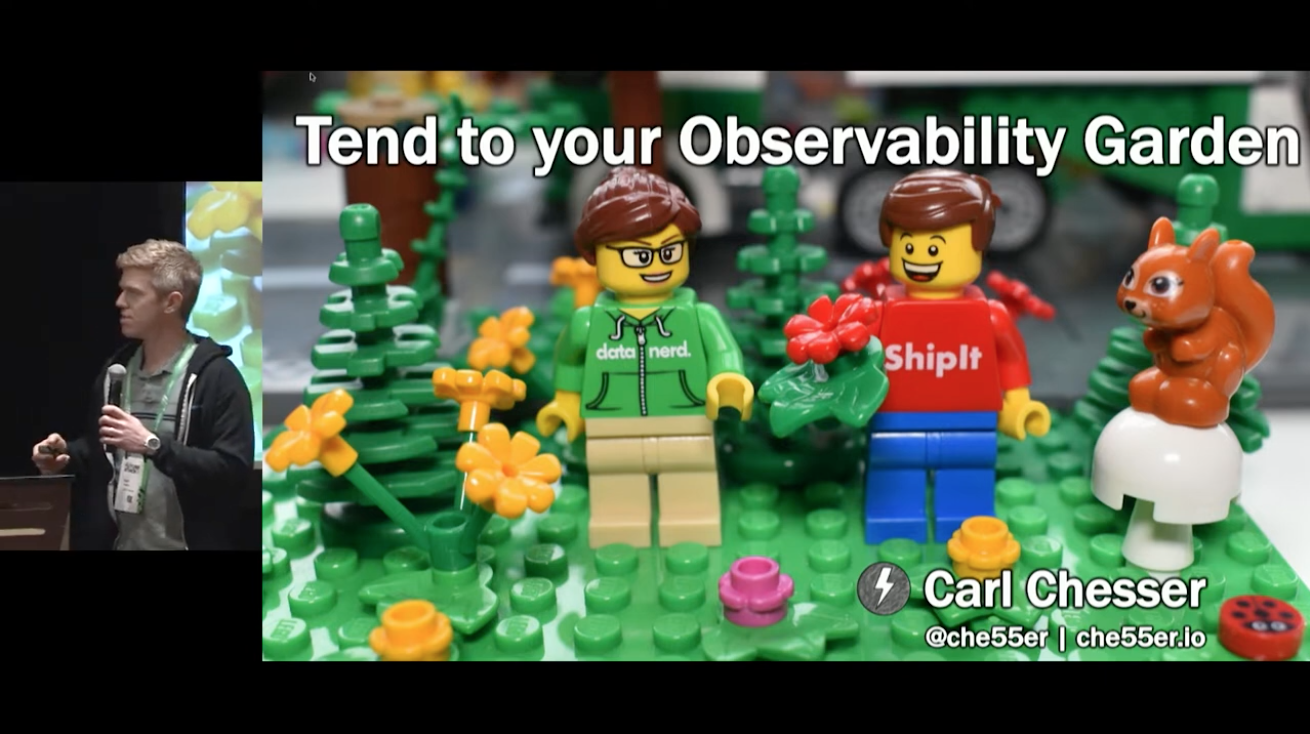 Tend to your Observability Garden
data nerd.
ShipIt
Carl Chesser
@che55er | che55er.io